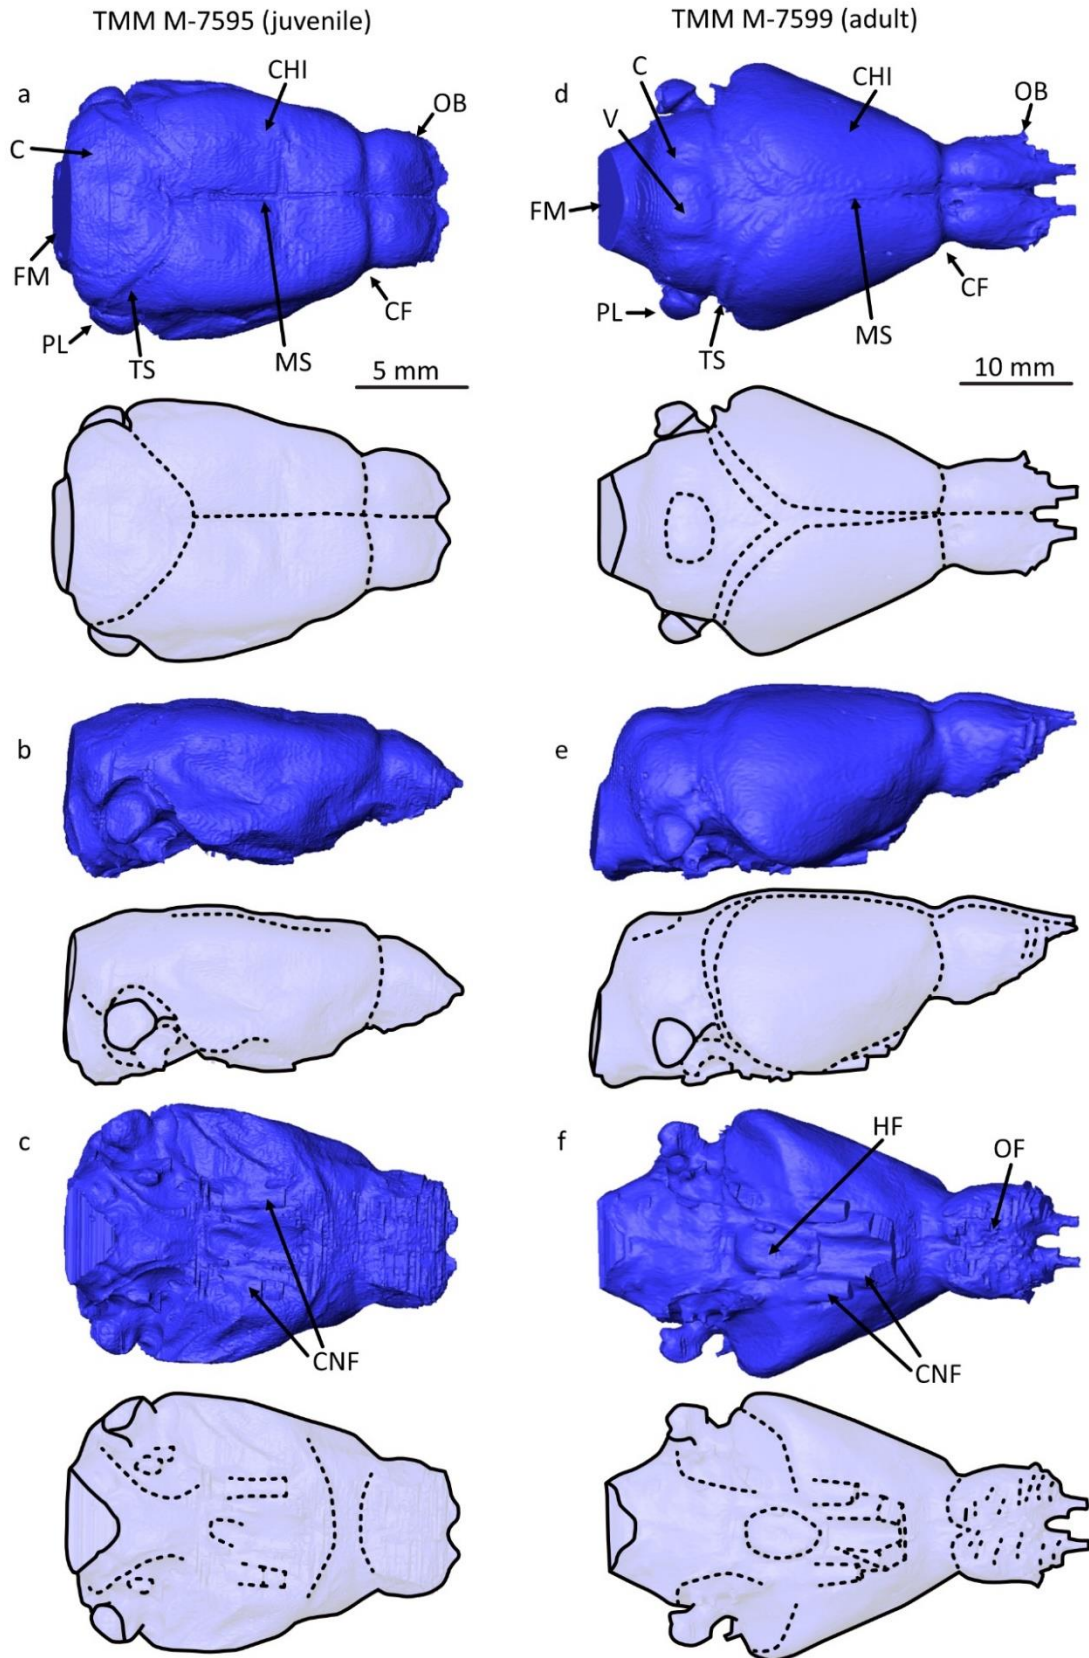 TMM M-7595 (juvenile)
TMM M-7599 (adult)
a
CHI
OB
C
FM
PL
TS
MS
CF
5 mm
d
C
CHI
OB
V
FM
PL
TS
MS
CF
10 mm
b
e
c
CNF
f
HF
OF
CNF